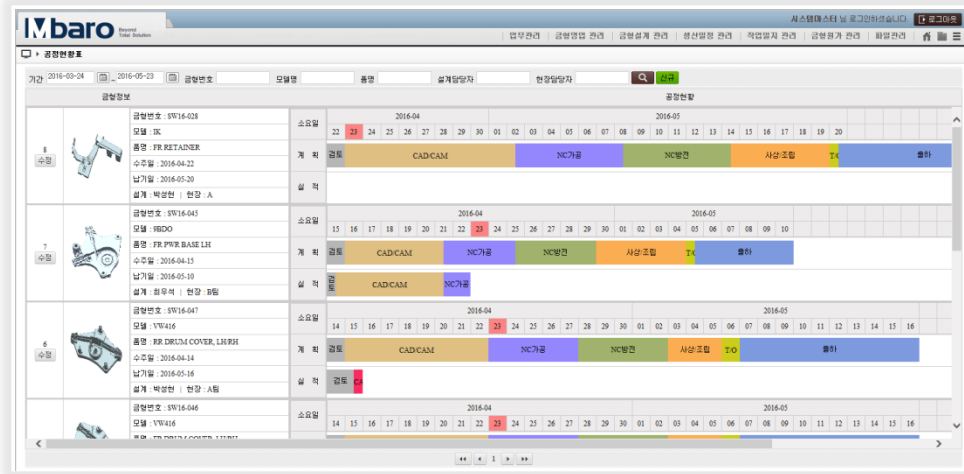 Mbaro Beyond Total Solution
시스템마스터 님 로그인하셨습니다. 로그아웃
업무관리 | 금형영업 관리 | 금형설계 관리 | 생산일정 관리 | 작업일지 관리 | 금형원가 관리 | 파일관리
공정현황표
기간 2016-03-24 - 2016-05-23 금형번호 모델명 품명 설계담당자 현장담당자 신규
금형정보 공정현황
8
수정
금형번호 : SW16-028
모델 : IK
품명 : FR RETAINER
수주일 : 2016-04-22
납기일 : 2016-05-20
설계 : 박성현 | 현장 : A
소요일 2016-04 2016-05
22 23 24 25 26 27 28 29 30 01 02 03 04 05 06 07 08 09 10 11 12 13 14 15 16 17 18 19 20
계 획 검토 CAD/CAM NC가공 NC방전 사상/조립 T/O 출하
실 적
7
수정
금형번호 : SW16-045
모델 : 9BDO
품명 : FR PWR BASE LH
수주일 : 2016-04-15
납기일 : 2016-05-10
설계 : 최우석 | 현장 : B팀
소요일 2016-04 2016-05
15 16 17 18 19 20 21 22 23 24 25 26 27 28 29 30 01 02 03 04 05 06 07 08 09 10
계 획 검토 CAD/CAM NC가공 NC방전 사상/조립 T/O 출하
실 적 검토 CAD/CAM NC가공
6
수정
금형번호 : SW16-047
모델 : VW416
품명 : RR DRUM COVER, LH/RH
수주일 : 2016-04-14
납기일 : 2016-05-16
설계 : 박성현 | 현장 : A팀
소요일 2016-04 2016-05
14 15 16 17 18 19 20 21 22 23 24 25 26 27 28 29 30 01 02 03 04 05 06 07 08 09 10 11 12 13 14 15 16
계 획 검토 CAD/CAM NC가공 NC방전 사상/조립 T/O 출하
실 적 검토 CA
금형번호 : SW16-046
모델 : VW416
품명 : FR DRUM COVER, LH/RH
소요일 2016-04 2016-05
14 15 16 17 18 19 20 21 22 23 24 25 26 27 28 29 30 01 02 03 04 05 06 07 08 09 10 11 12 13 14 15 16
1